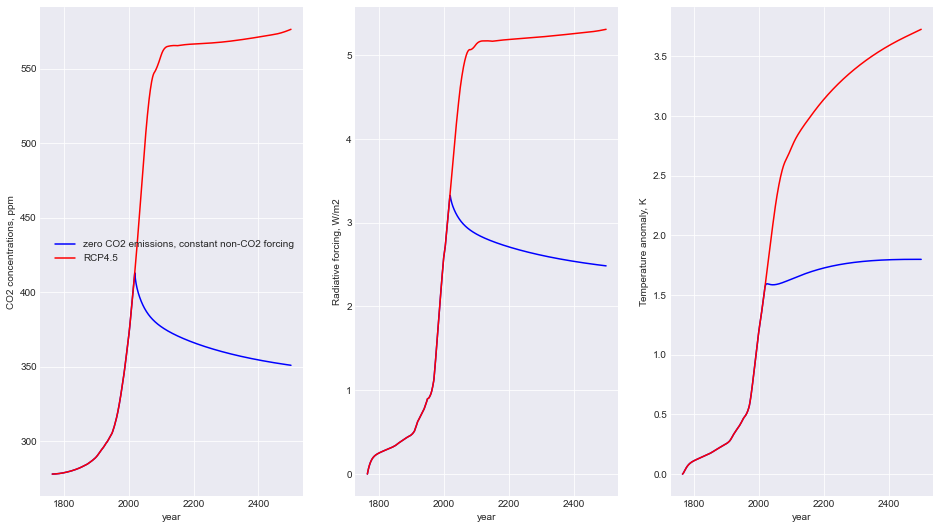 CO2 concentrations, ppm
550
500
450
400
350
300
zero CO2 emissions, constant non-CO2 forcing
RCP4.5
1800 2000 2200 2400
year
Radiative forcing, W/m2
5
4
3
2
1
0
1800 2000 2200 2400
year
Temperature anomaly, K
3.5
3.0
2.5
2.0
1.5
1.0
0.5
0.0
1800 2000 2200 2400
year